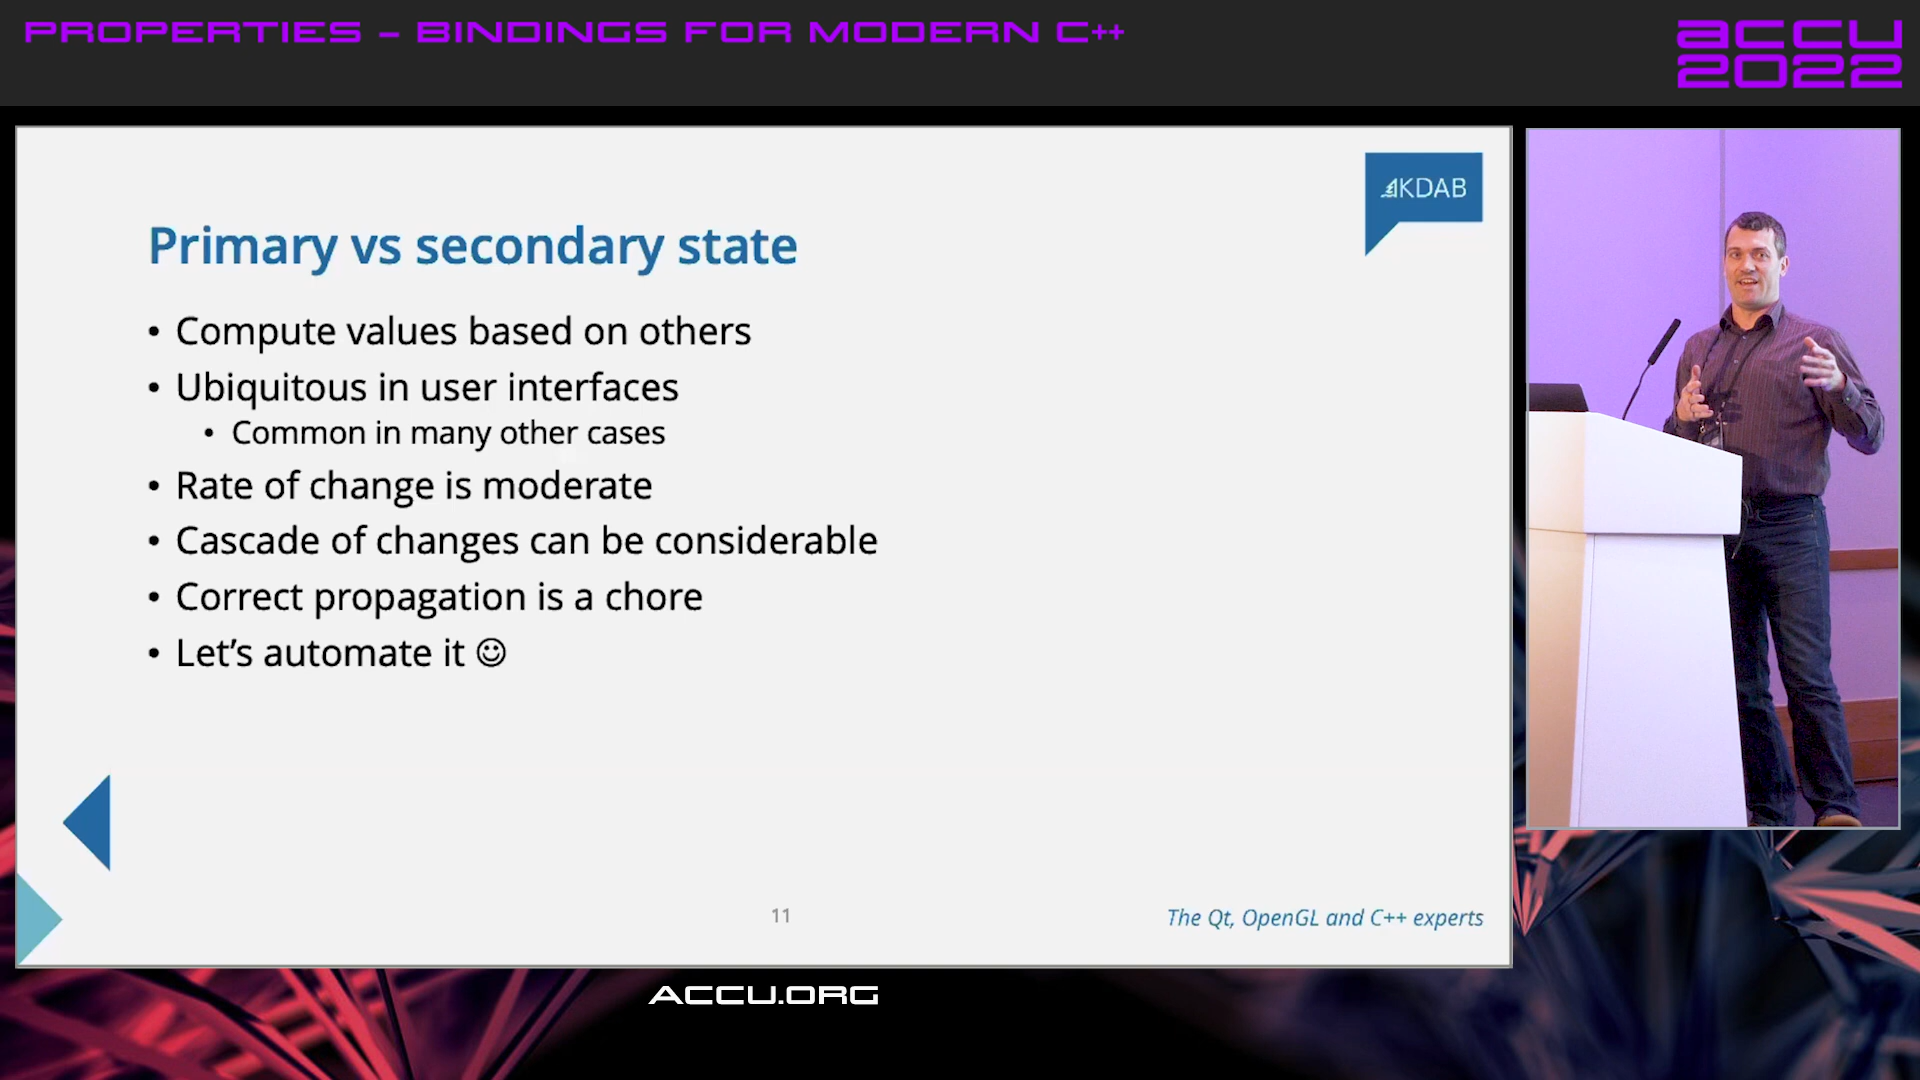 PROPERTIES - BINDINGS FOR MODERN C++
accu
2022
KDAB
Primary vs secondary state
• Compute values based on others
• Ubiquitous in user interfaces
• Common in many other cases
• Rate of change is moderate
• Cascade of changes can be considerable
• Correct propagation is a chore
• Let's automate it ☺
11
The Qt, OpenGL and C++ experts
ACCU.ORG